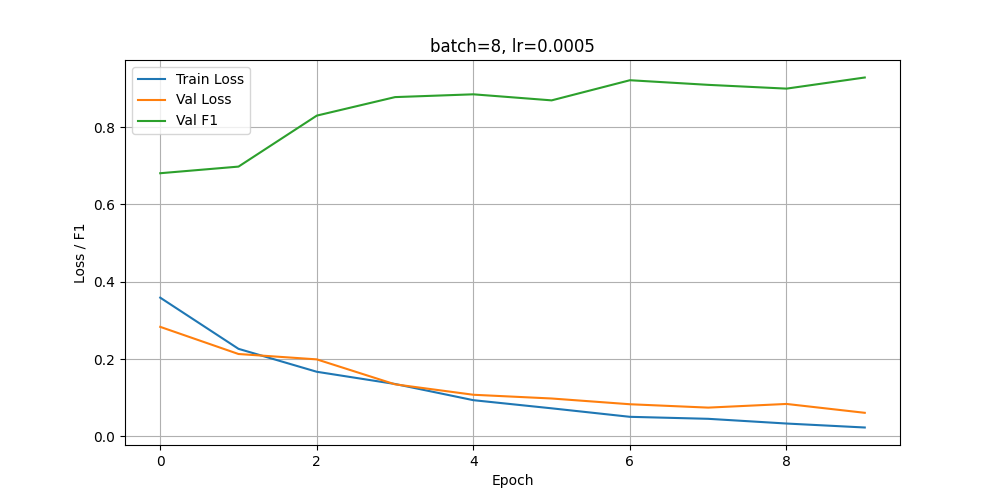 batch=8, lr=0.0005
Train Loss
Val Loss
Val F1
Loss / F1
0.8
0.6
0.4
0.2
0.0
0 2 4 6 8
Epoch